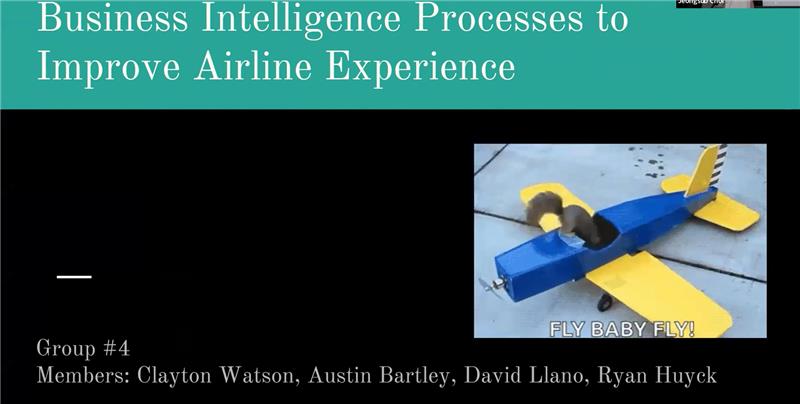 Business Intelligence Processes to
Improve Airline Experience
FLY BABY FLY!
Group #4
Members: Clayton Watson, Austin Bartley, David Llano, Ryan Huyck